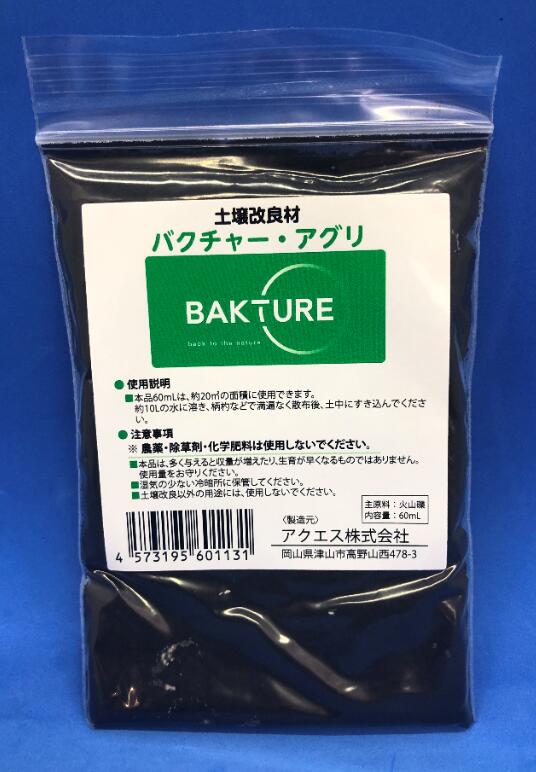 土壌改良材
バクチャー・アグリ
BAKTURE
back to the nature
● 使用説明
■本品60mLは、約20㎡の面積に使用できます。
約10Lの水に溶き、柄杓などで満遍なく散布後、土中にすき込んでくださ
い。
● 注意事項
※ 農薬・除草剤・化学肥料は使用しないでください。
■本品は、多く与えると収量が増えたり、生育が早くなるものではありません。
使用量をお守りください。
■湿気の少ない冷暗所に保管してください。
■土壌改良以外の用途には、使用しないでください。
主原料：火山礫
内容量：60mL
〈製造元〉
アクエス株式会社
岡山県津山市高野山西478-3
4 573195 601131